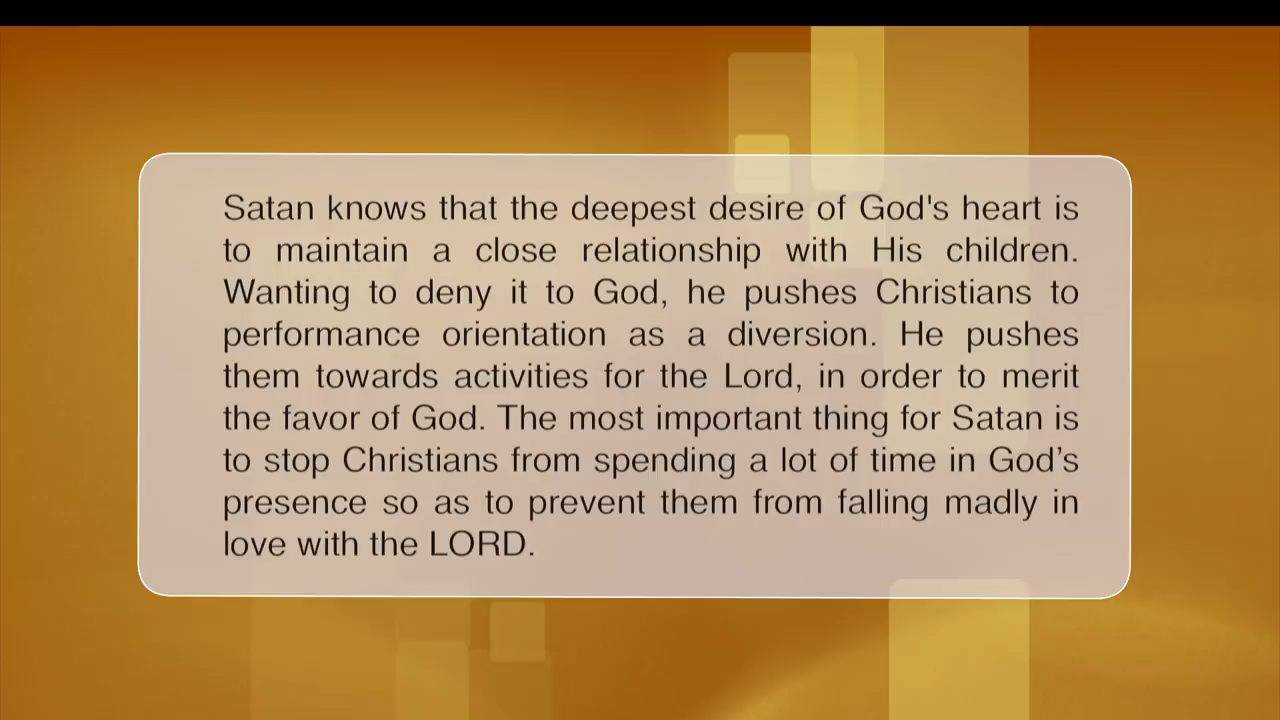 Satan knows that the deepest desire of God's heart is
to maintain a close relationship with His children.
Wanting to deny it to God, he pushes Christians to
performance orientation as a diversion. He pushes
them towards activities for the Lord, in order to merit
the favor of God. The most important thing for Satan is
to stop Christians from spending a lot of time in God’s
presence so as to prevent them from falling madly in
love with the LORD.